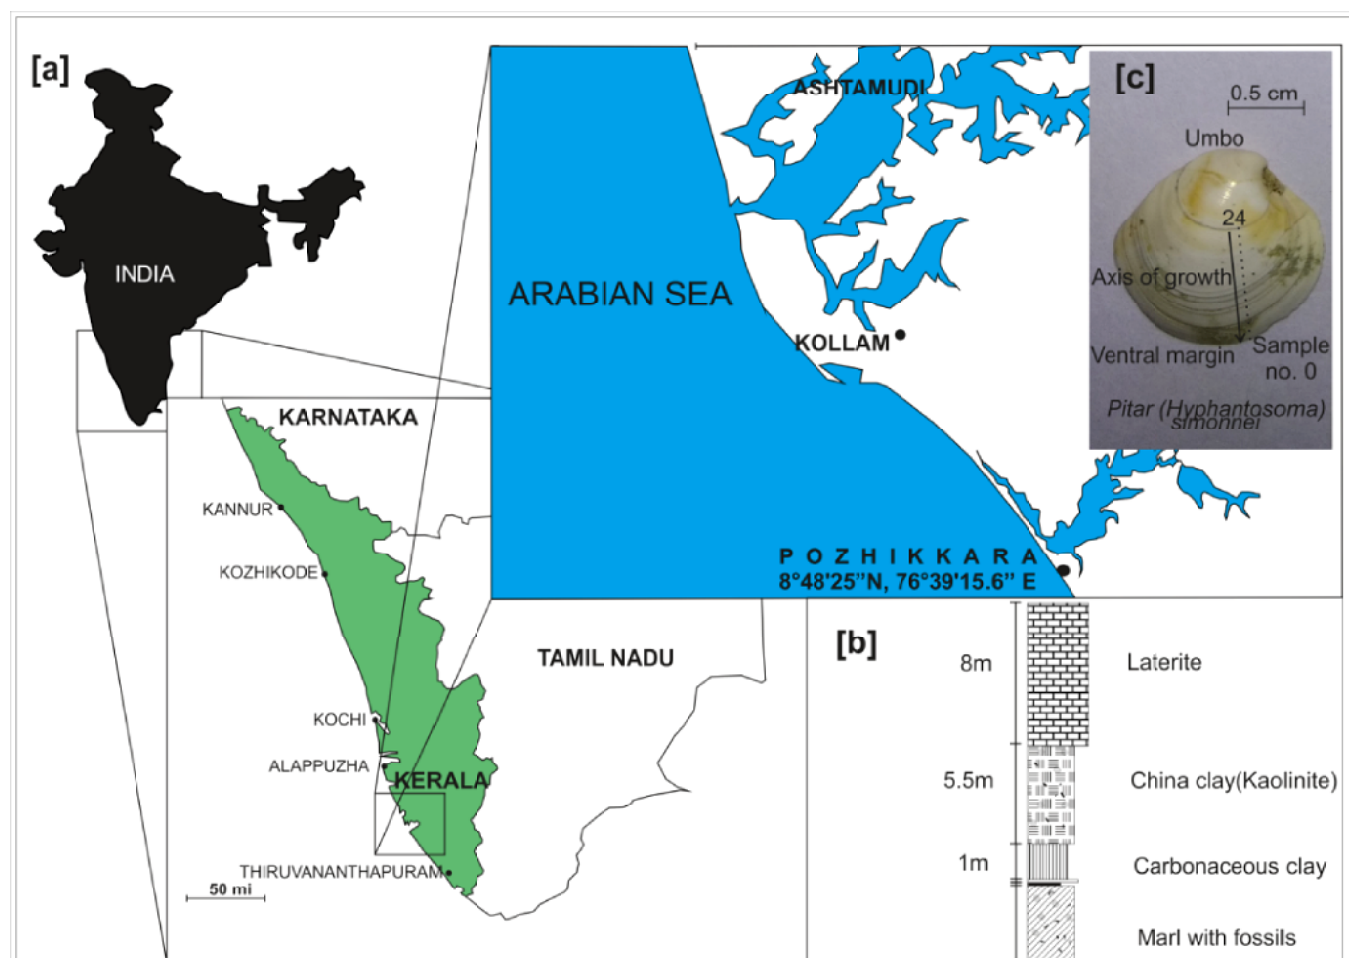 [a]
INDIA
ARABIAN SEA
ASHTAMUDI
KOLLAM
P O Z H I K K A R A
8°48'25”N, 76°39'15.6” E
[c]
0.5 cm
Umbo
24
Axis of growth
Ventral margin
Sample
no. 0
Pitar (Hyphantosoma)
simonnei
KARNATAKA
KANNUR
KOZHIKODE
KOCHI
ALAPPUZHA
KERALA
THIRUVANANTHAPURAM
TAMIL NADU
50 mi
[b]
8m
Laterite
5.5m
China clay(Kaolinite)
1m
Carbonaceous clay
Marl with fossils